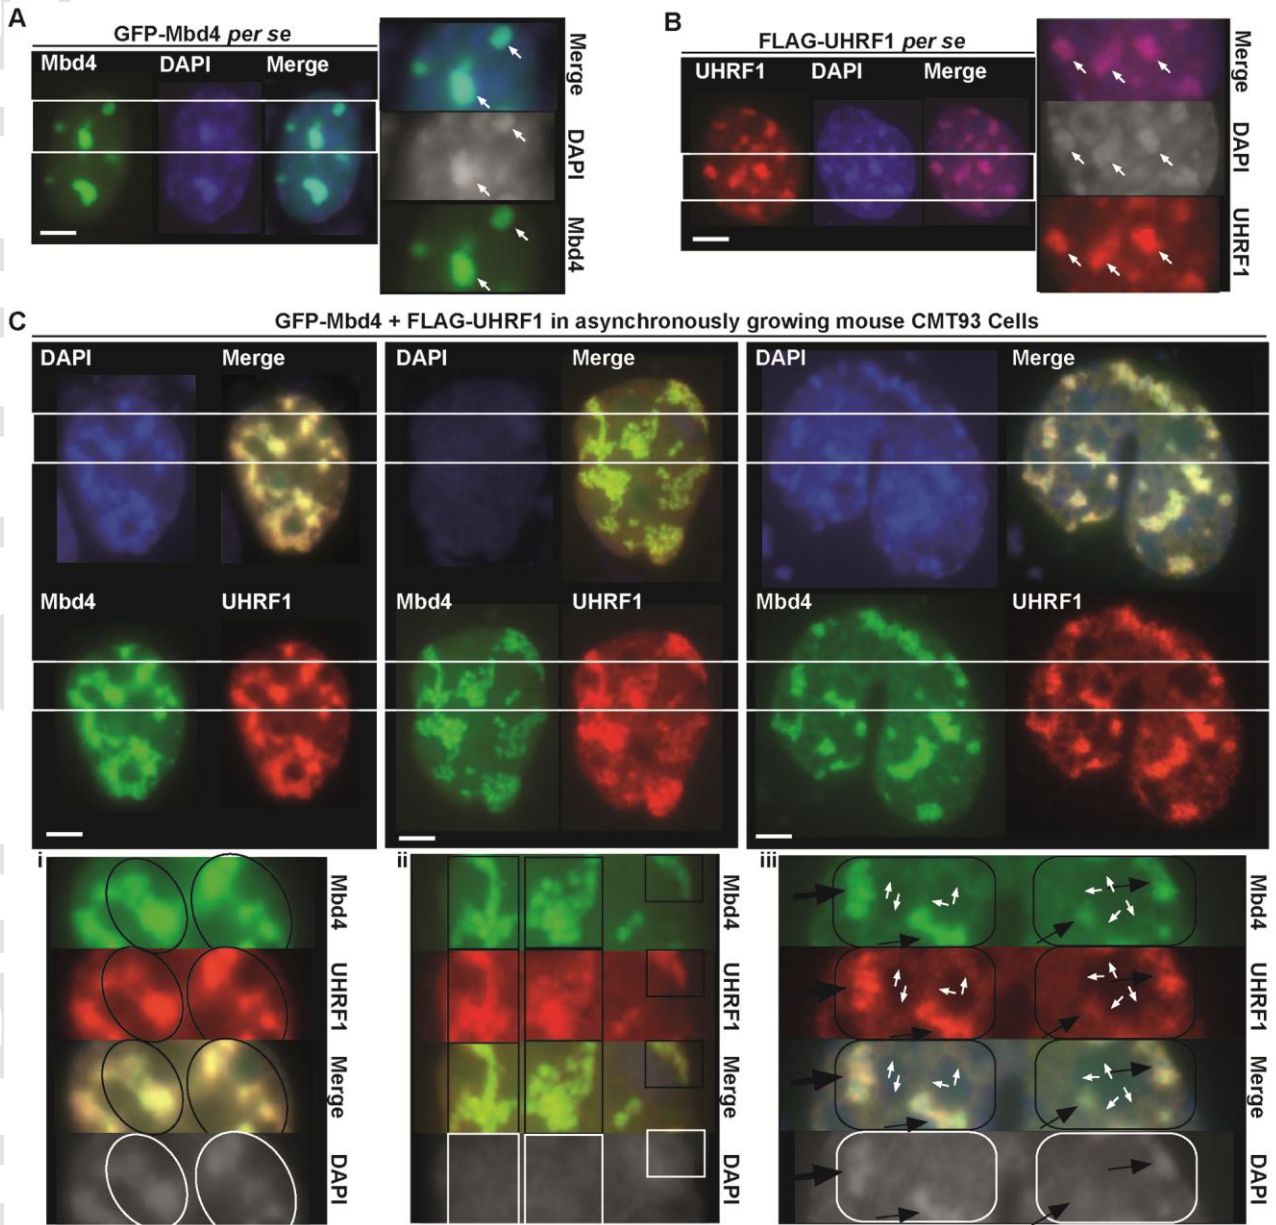 A
GFP-Mbd4 per se
Mbd4 DAPI Merge
Merge
DAPI
Mbd4
B
FLAG-UHRF1 per se
UHRF1 DAPI Merge
Merge
DAPI
UHRF1
C
GFP-Mbd4 + FLAG-UHRF1 in asynchronously growing mouse CMT93 Cells
DAPI Merge DAPI Merge DAPI Merge
Mbd4 UHRF1 Mbd4 UHRF1 Mbd4 UHRF1
i
Mbd4
UHRF1
Merge
DAPI
ii
Mbd4
UHRF1
Merge
DAPI
iii
Mbd4
UHRF1
Merge
DAPI